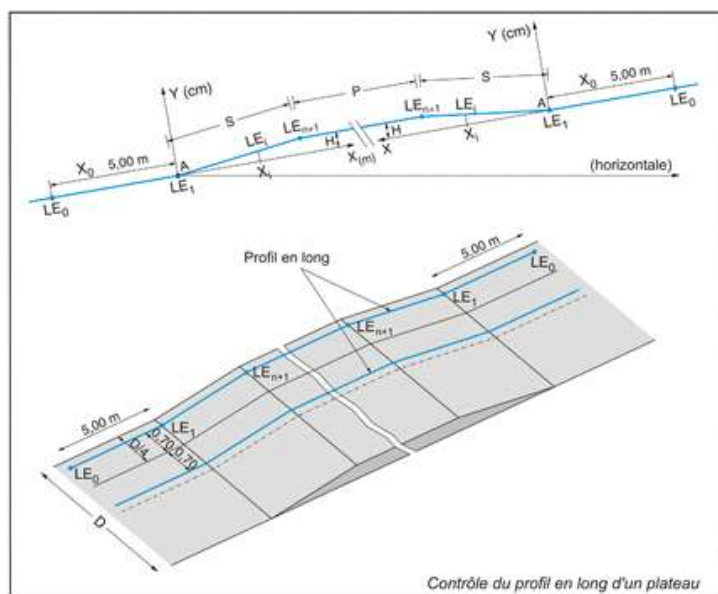 Y (cm)
X₀ 5,00 m
LE₀
S
P
S
Y (cm)
A
LE₁
LEᵢ
LEₙ₊₁
H
X(m)
Xᵢ
LEₙ₊₁
LEᵢ
H
X
Xᵢ
A
LE₁
X₀ 5,00 m
LE₀
(horizontale)
Profil en long
5,00 m
LE₀
LE₁
LEₙ₊₁
LEₙ₊₁
5,00 m
LE₁
LE₀
D/4
0,70
0,70
D
Contrôle du profil en long d'un plateau